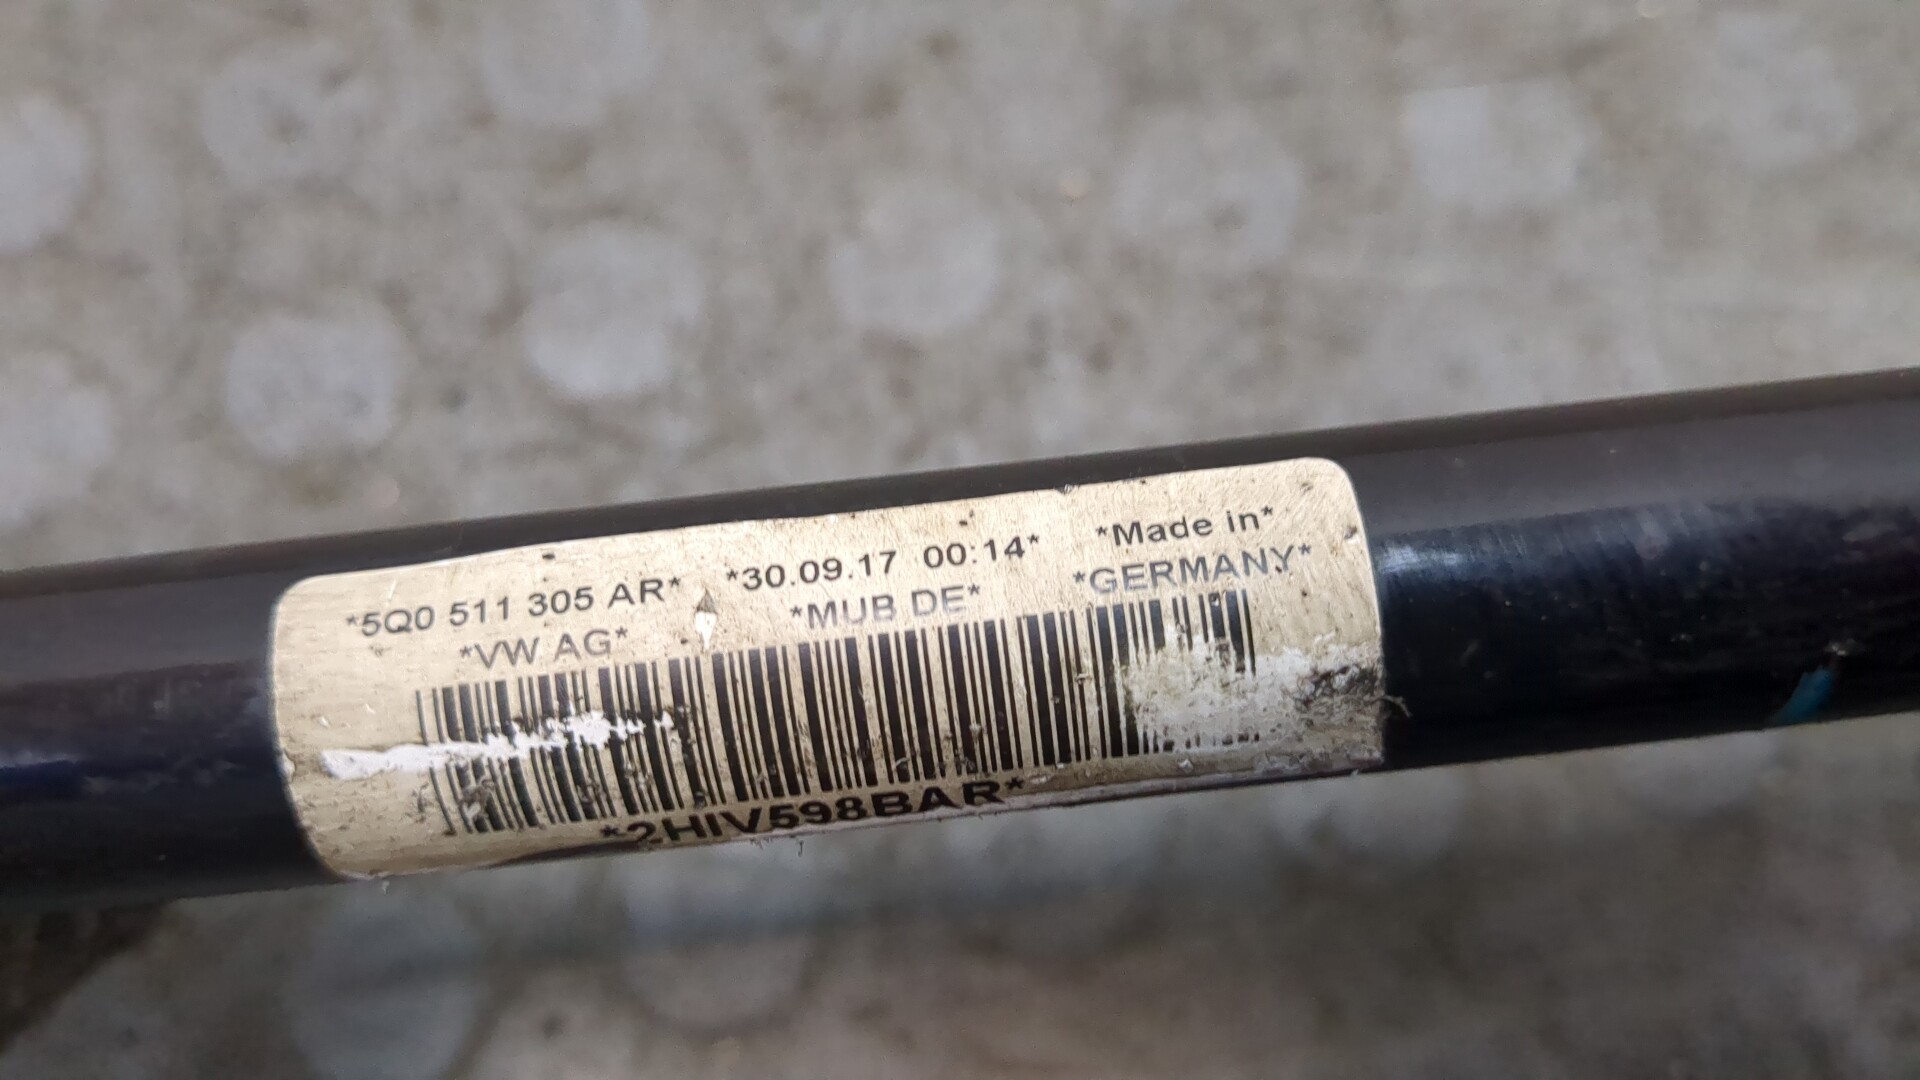 *5Q0 511 305 AR* *30.09.17 00:14* *Made in*
*VW AG* *MUB DE* *GERMANY*
*2HIV598BAR*